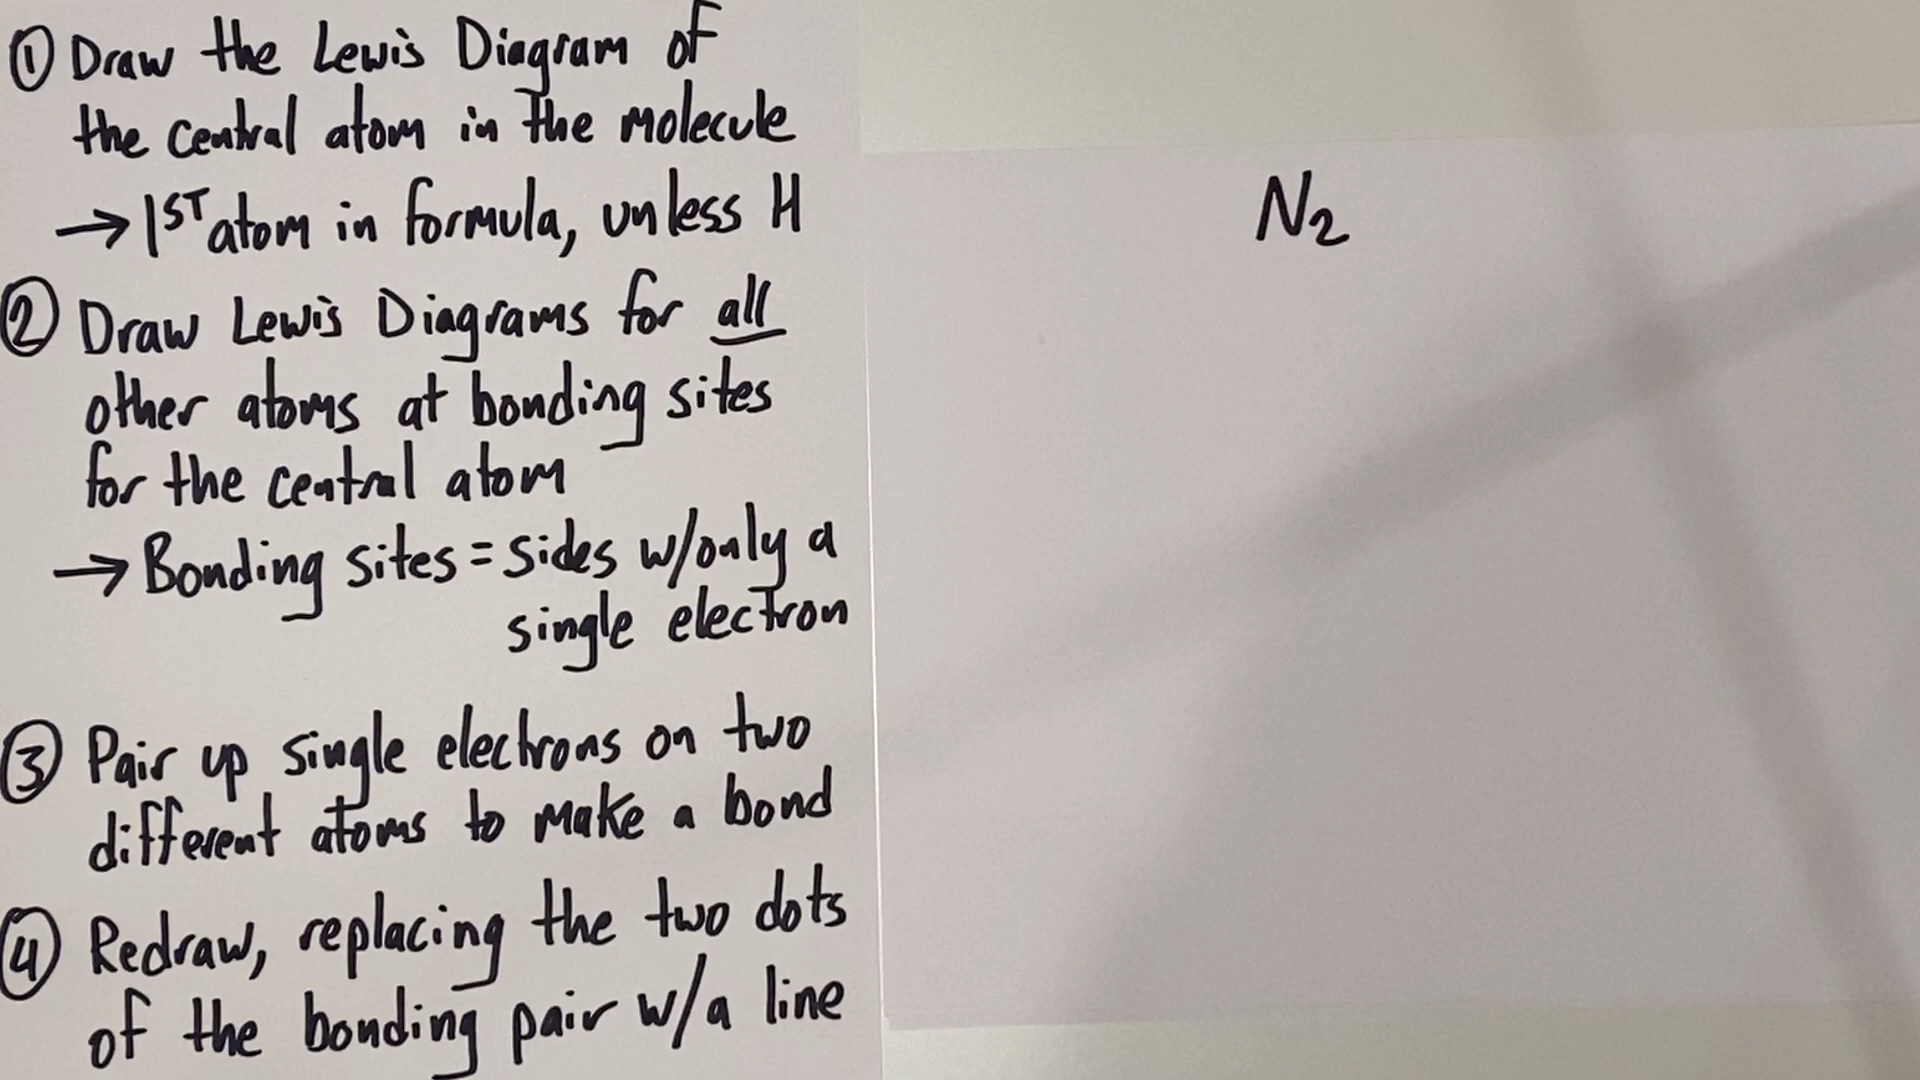 ① Draw the Lewis Diagram of
the central atom in the molecule
→ 1ST atom in formula, unless H
② Draw Lewis Diagrams for all
other atoms at bonding sites
for the central atom
→ Bonding sites = sides w/only a
single electron
③ Pair up single electrons on two
different atoms to make a bond
④ Redraw, replacing the two dots
of the bonding pair w/a line
N₂